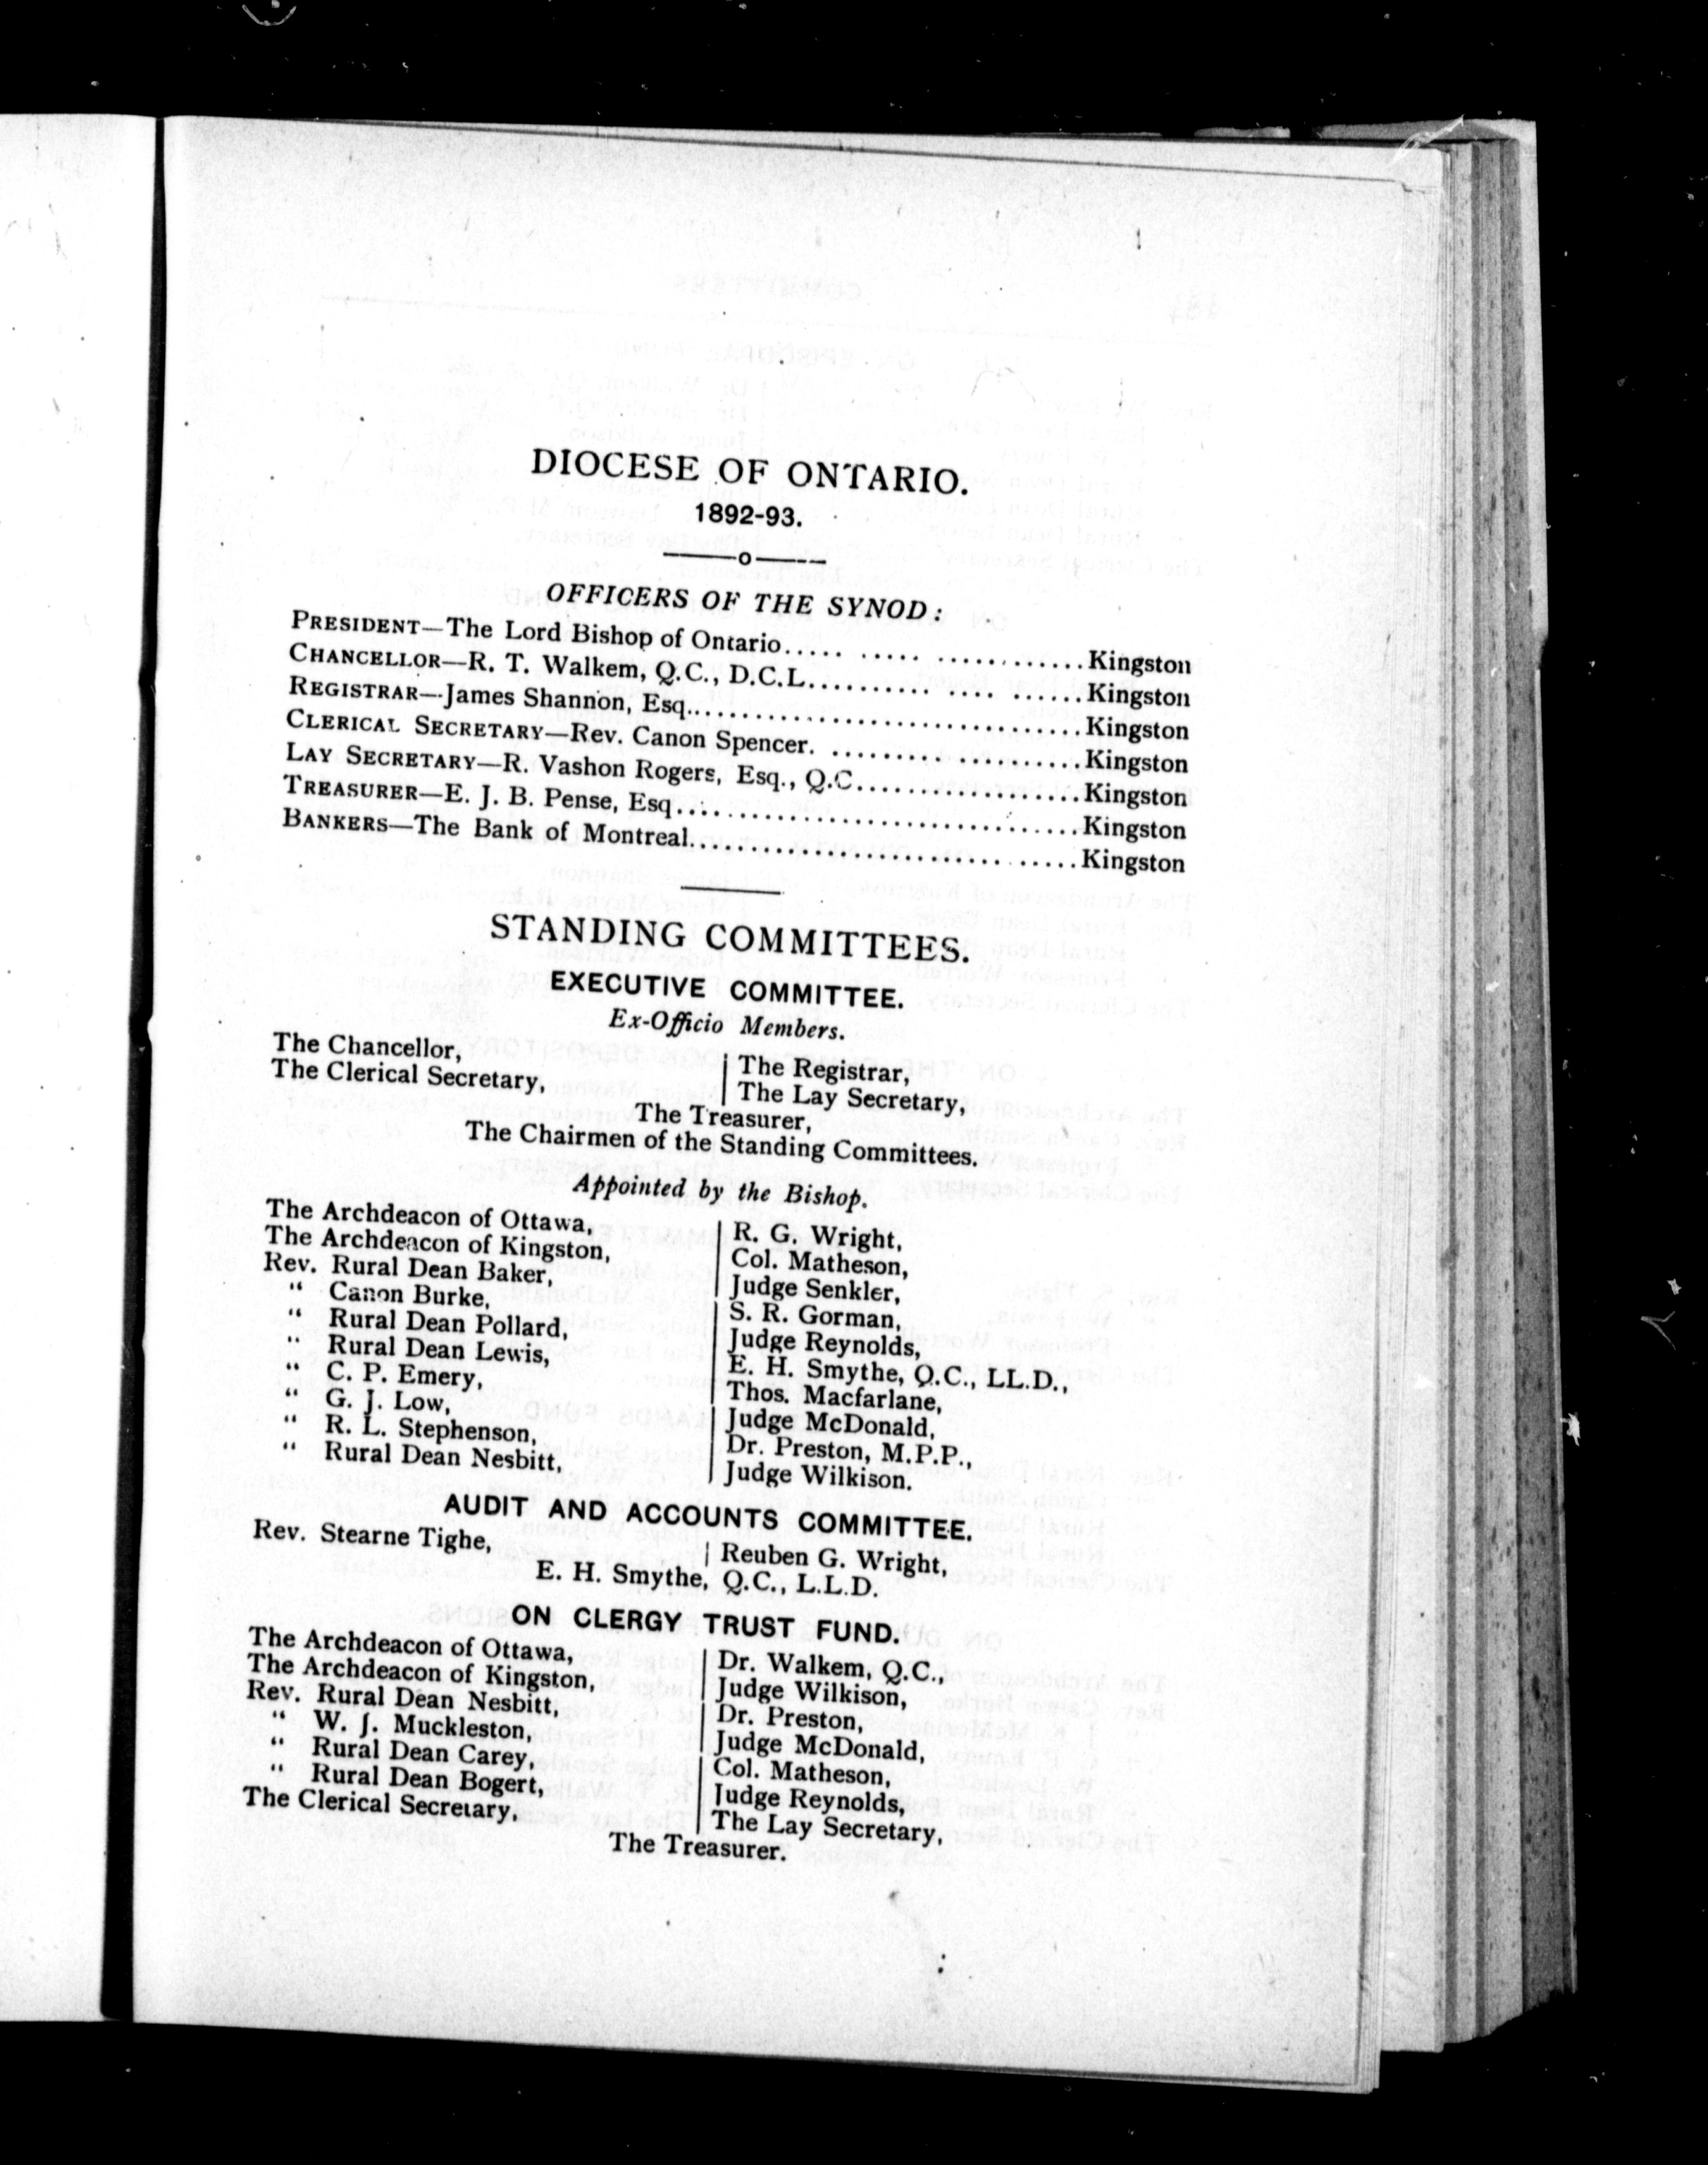 DIOCESE OF ONTARIO.
1892-93.
OFFICERS OF THE SYNOD:
PRESIDENT—The Lord Bishop of Ontario..... ..... ............Kingston
CHANCELLOR—R. T. Walkem, Q.C., D.C.L.......... .... ......Kingston
REGISTRAR—James Shannon, Esq.............................Kingston
CLERICAL SECRETARY—Rev. Canon Spencer. ......... ..........Kingston
LAY SECRETARY—R. Vashon Rogers, Esq., Q.C..................Kingston
TREASURER—E. J. B. Pense, Esq..............................Kingston
BANKERS—The Bank of Montreal..............................Kingston
STANDING COMMITTEES.
EXECUTIVE COMMITTEE.
Ex-Officio Members.
The Chancellor, | The Registrar,
The Clerical Secretary, | The Lay Secretary,
The Treasurer,
The Chairmen of the Standing Committees.
Appointed by the Bishop.
The Archdeacon of Ottawa, | R. G. Wright,
The Archdeacon of Kingston, | Col. Matheson,
Rev. Rural Dean Baker, | Judge Senkler,
“ Canon Burke, | S. R. Gorman,
“ Rural Dean Pollard, | Judge Reynolds,
“ Rural Dean Lewis, | E. H. Smythe, Q.C., LL.D.,
“ C. P. Emery, | Thos. Macfarlane,
“ G. J. Low, | Judge McDonald,
“ R. L. Stephenson, | Dr. Preston, M.P.P.,
“ Rural Dean Nesbitt, | Judge Wilkison.
AUDIT AND ACCOUNTS COMMITTEE.
Rev. Stearne Tighe, | Reuben G. Wright,
E. H. Smythe, Q.C., L.L.D.
ON CLERGY TRUST FUND.
The Archdeacon of Ottawa, | Dr. Walkem, Q.C.,
The Archdeacon of Kingston, | Judge Wilkison,
Rev. Rural Dean Nesbitt, | Dr. Preston,
“ W. J. Muckleston, | Judge McDonald,
“ Rural Dean Carey, | Col. Matheson,
“ Rural Dean Bogert, | Judge Reynolds,
The Clerical Secretary, | The Lay Secretary,
The Treasurer.